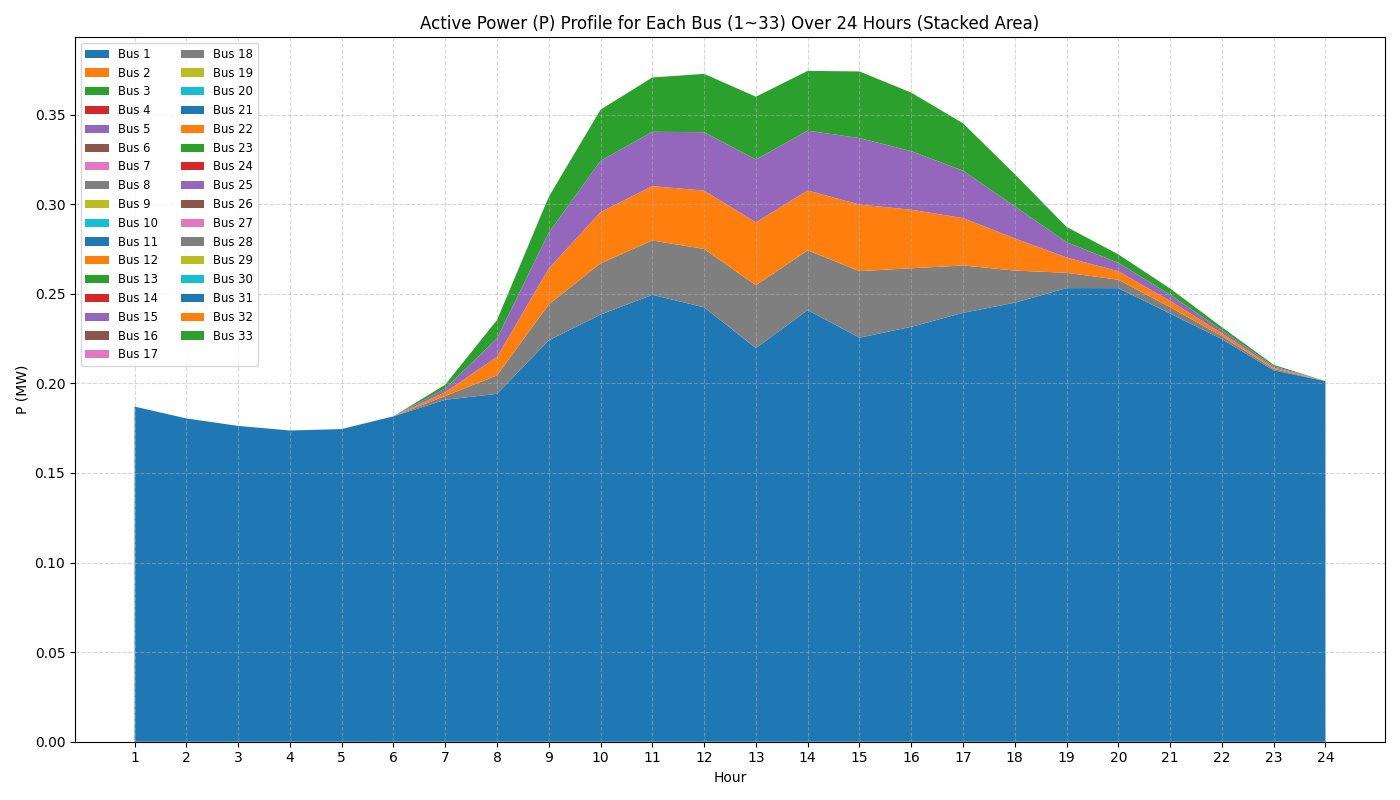 Active Power (P) Profile for Each Bus (1~33) Over 24 Hours (Stacked Area)
Bus 1
Bus 2
Bus 3
Bus 4
Bus 5
Bus 6
Bus 7
Bus 8
Bus 9
Bus 10
Bus 11
Bus 12
Bus 13
Bus 14
Bus 15
Bus 16
Bus 17
Bus 18
Bus 19
Bus 20
Bus 21
Bus 22
Bus 23
Bus 24
Bus 25
Bus 26
Bus 27
Bus 28
Bus 29
Bus 30
Bus 31
Bus 32
Bus 33
P (MW)
0.35
0.30
0.25
0.20
0.15
0.10
0.05
0.00
1 2 3 4 5 6 7 8 9 10 11 12 13 14 15 16 17 18 19 20 21 22 23 24
Hour